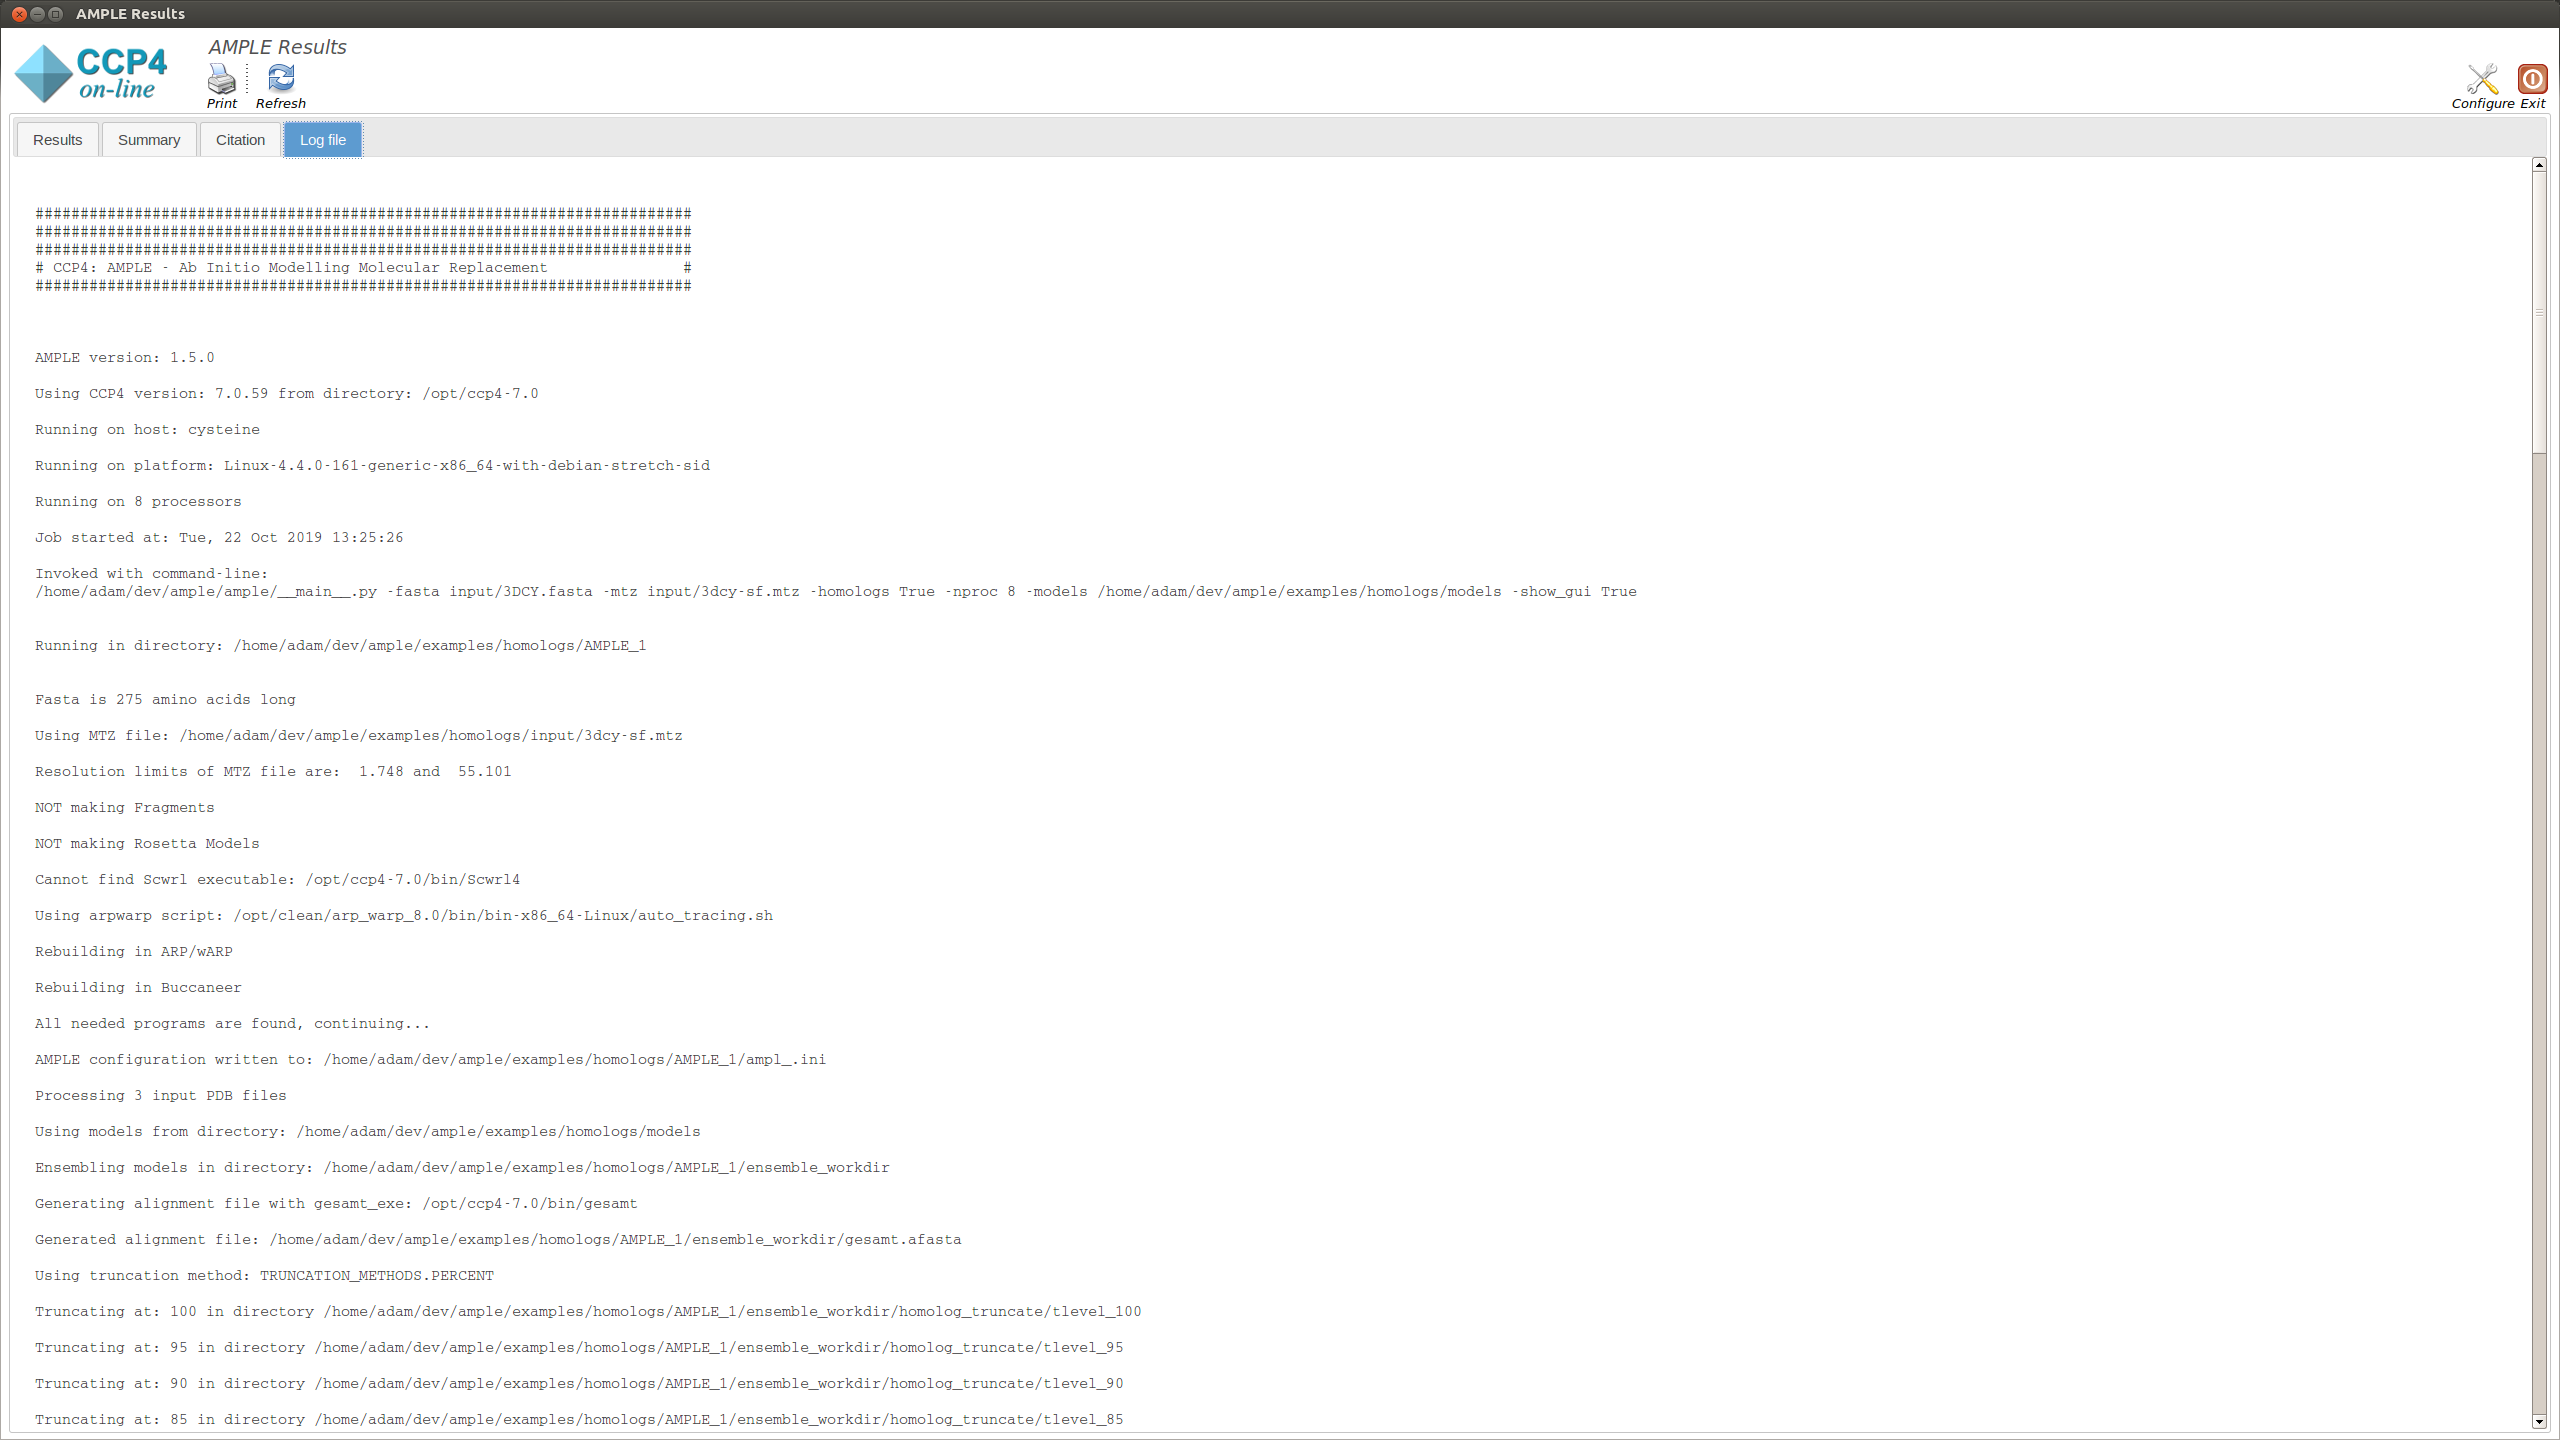 AMPLE Results
CCP4
on-line
AMPLE Results
Print
Refresh
Configure
Exit
Results
Summary
Citation
Log file
#########################################################################
#########################################################################
#########################################################################
# CCP4: AMPLE - Ab Initio Modelling Molecular Replacement               #
#########################################################################
AMPLE version: 1.5.0
Using CCP4 version: 7.0.59 from directory: /opt/ccp4-7.0
Running on host: cysteine
Running on platform: Linux-4.4.0-161-generic-x86_64-with-debian-stretch-sid
Running on 8 processors
Job started at: Tue, 22 Oct 2019 13:25:26
Invoked with command-line:
/home/adam/dev/ample/ample/__main__.py -fasta input/3DCY.fasta -mtz input/3dcy-sf.mtz -homologs True -nproc 8 -models /home/adam/dev/ample/examples/homologs/models -show_gui True
Running in directory: /home/adam/dev/ample/examples/homologs/AMPLE_1
Fasta is 275 amino acids long
Using MTZ file: /home/adam/dev/ample/examples/homologs/input/3dcy-sf.mtz
Resolution limits of MTZ file are:  1.748 and  55.101
NOT making Fragments
NOT making Rosetta Models
Cannot find Scwrl executable: /opt/ccp4-7.0/bin/Scwrl4
Using arpwarp script: /opt/clean/arp_warp_8.0/bin/bin-x86_64-Linux/auto_tracing.sh
Rebuilding in ARP/wARP
Rebuilding in Buccaneer
All needed programs are found, continuing...
AMPLE configuration written to: /home/adam/dev/ample/examples/homologs/AMPLE_1/ampl_.ini
Processing 3 input PDB files
Using models from directory: /home/adam/dev/ample/examples/homologs/models
Ensembling models in directory: /home/adam/dev/ample/examples/homologs/AMPLE_1/ensemble_workdir
Generating alignment file with gesamt_exe: /opt/ccp4-7.0/bin/gesamt
Generated alignment file: /home/adam/dev/ample/examples/homologs/AMPLE_1/ensemble_workdir/gesamt.afasta
Using truncation method: TRUNCATION_METHODS.PERCENT
Truncating at: 100 in directory /home/adam/dev/ample/examples/homologs/AMPLE_1/ensemble_workdir/homolog_truncate/tlevel_100
Truncating at: 95 in directory /home/adam/dev/ample/examples/homologs/AMPLE_1/ensemble_workdir/homolog_truncate/tlevel_95
Truncating at: 90 in directory /home/adam/dev/ample/examples/homologs/AMPLE_1/ensemble_workdir/homolog_truncate/tlevel_90
Truncating at: 85 in directory /home/adam/dev/ample/examples/homologs/AMPLE_1/ensemble_workdir/homolog_truncate/tlevel_85